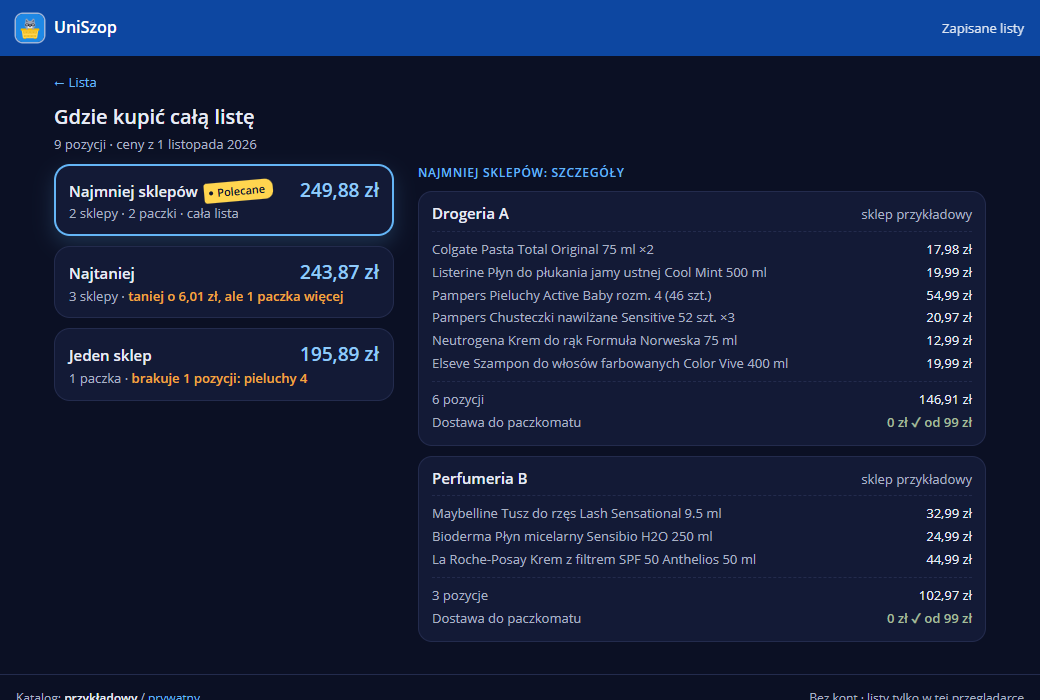 UniSzop
Zapisane listy
← Lista
Gdzie kupić całą listę
9 pozycji · ceny z 1 listopada 2026
Najmniej sklepów • Polecane 249,88 zł
2 sklepy · 2 paczki · cała lista
Najtaniej 243,87 zł
3 sklepy · taniej o 6,01 zł, ale 1 paczka więcej
Jeden sklep 195,89 zł
1 paczka · brakuje 1 pozycji: pieluchy 4
NAJMNIEJ SKLEPÓW: SZCZEGÓŁY
Drogeria A sklep przykładowy
Colgate Pasta Total Original 75 ml ×2 17,98 zł
Listerine Płyn do płukania jamy ustnej Cool Mint 500 ml 19,99 zł
Pampers Pieluchy Active Baby rozm. 4 (46 szt.) 54,99 zł
Pampers Chusteczki nawilżane Sensitive 52 szt. ×3 20,97 zł
Neutrogena Krem do rąk Formuła Norweska 75 ml 12,99 zł
Elseve Szampon do włosów farbowanych Color Vive 400 ml 19,99 zł
6 pozycji 146,91 zł
Dostawa do paczkomatu 0 zł ✓ od 99 zł
Perfumeria B sklep przykładowy
Maybelline Tusz do rzęs Lash Sensational 9.5 ml 32,99 zł
Bioderma Płyn micelarny Sensibio H2O 250 ml 24,99 zł
La Roche-Posay Krem z filtrem SPF 50 Anthelios 50 ml 44,99 zł
3 pozycje 102,97 zł
Dostawa do paczkomatu 0 zł ✓ od 99 zł
Katalog: przykładowy / prywatny
Bez kont · listy tylko w tej przeglądarce